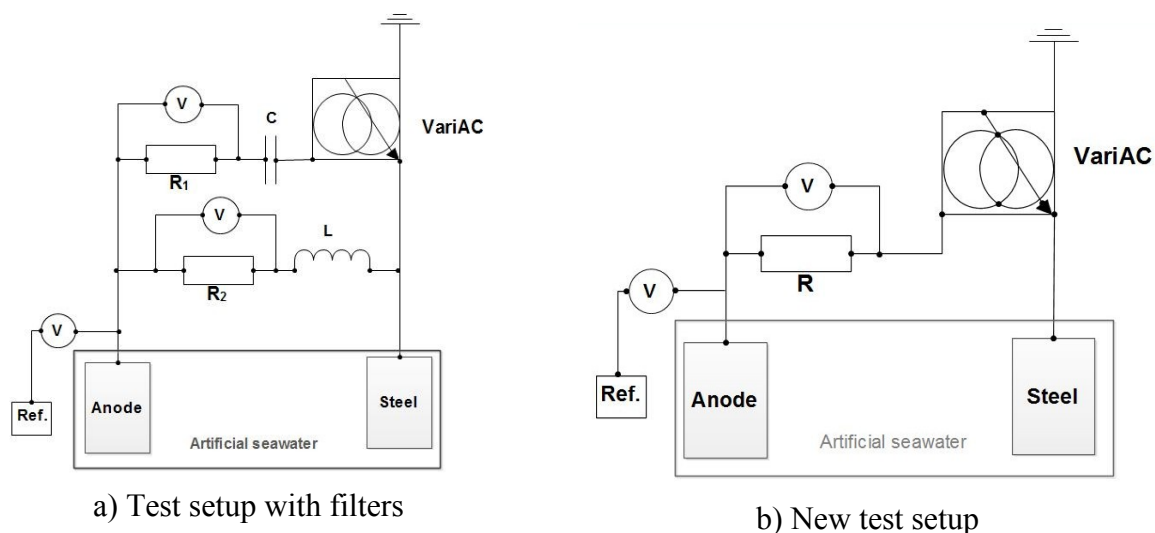 V
C
VariAC
R₁
V
L
R₂
V
Ref.
Anode
Steel
Artificial seawater
a) Test setup with filters
VariAC
V
R
V
Ref.
Anode
Steel
Artificial seawater
b) New test setup